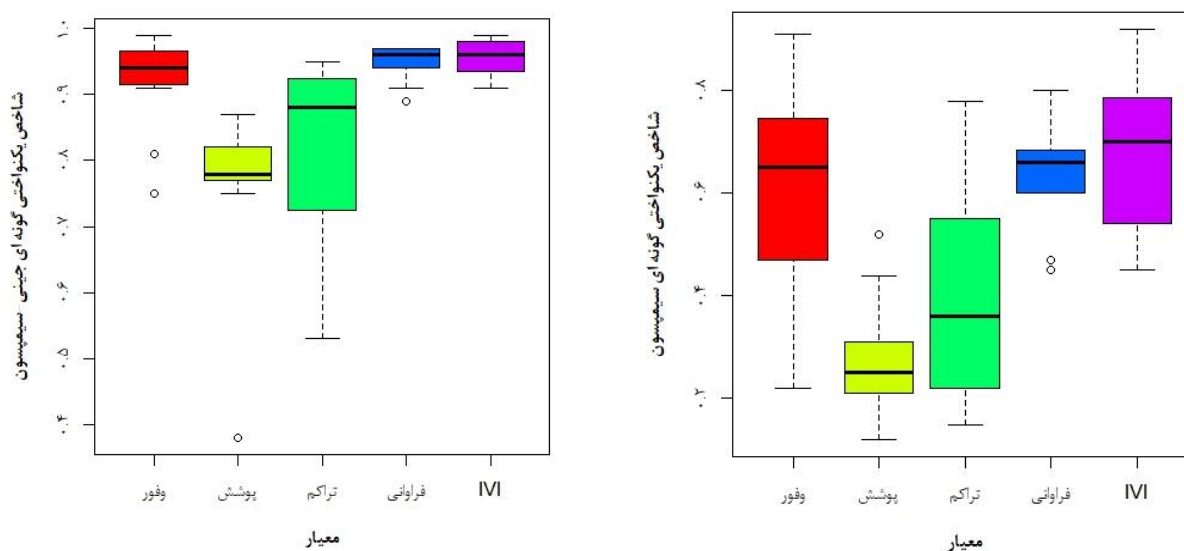 شاخص یکنواختی گونه ای جینی - سیمپسون
۱.۰
۰.۹
۰.۸
۰.۷
۰.۶
۰.۵
۰.۴
وفور
پوشش
تراکم
فراوانی
IVI
معیار
شاخص یکنواختی گونه ای سیمپسون
۰.۸
۰.۶
۰.۴
۰.۲
وفور
پوشش
تراکم
فراوانی
IVI
معیار